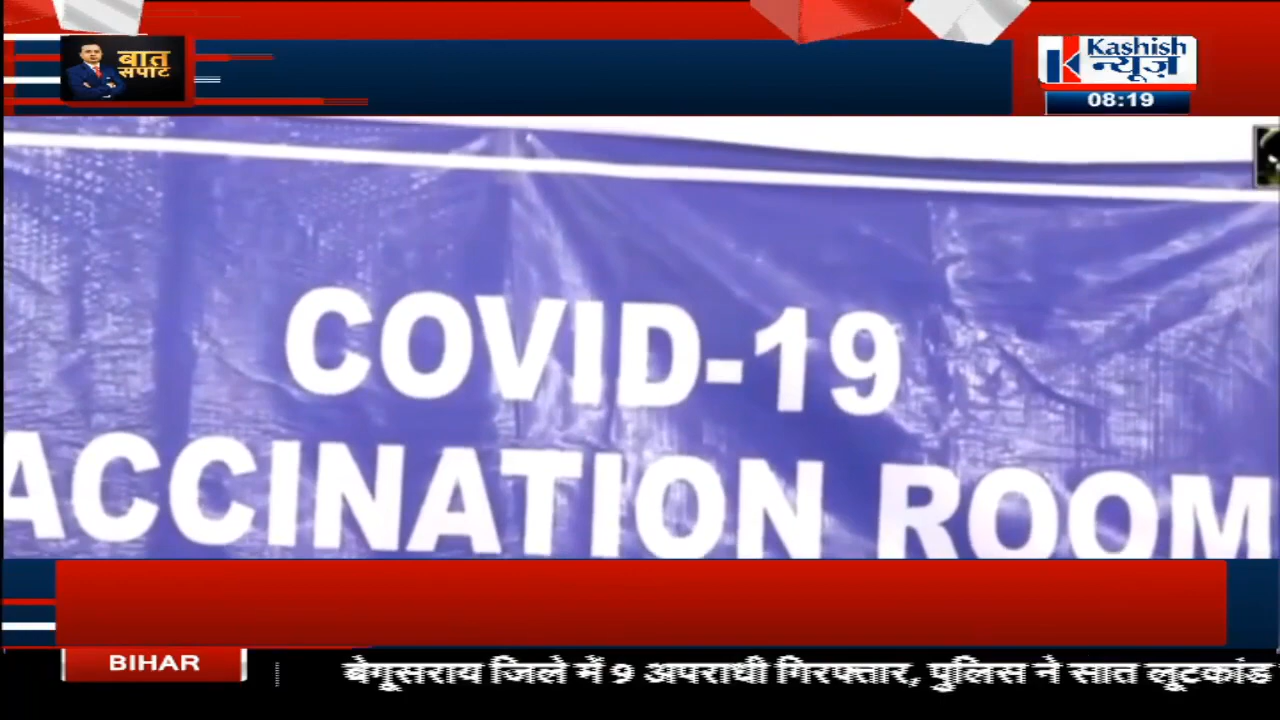 बात
सपाट
Kashish
न्यूज़
08:19
COVID-19
ACCINATION ROOM
BIHAR
बेगूसराय जिले में 9 अपराधी गिरफ्तार, पुलिस ने सात लूटकांड